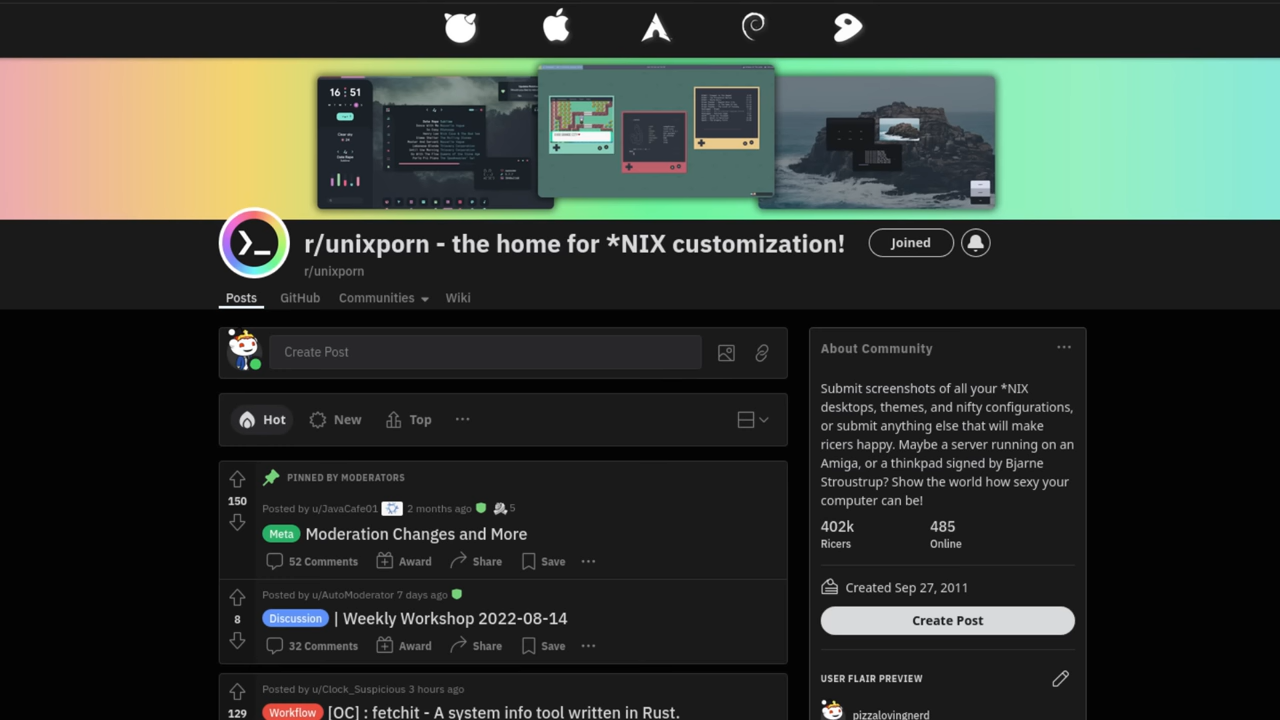 16 51
r/unixporn - the home for *NIX customization!
Joined
r/unixporn
Posts GitHub Communities Wiki
Create Post
Hot New Top
PINNED BY MODERATORS
150
Posted by u/JavaCafe01 2 months ago 5
Meta Moderation Changes and More
52 Comments Award Share Save
Posted by u/AutoModerator 7 days ago
8
Discussion | Weekly Workshop 2022-08-14
32 Comments Award Share Save
Posted by u/Clock_Suspicious 3 hours ago
129
Workflow [OC] : fetchit - A system info tool written in Rust.
About Community
Submit screenshots of all your *NIX
desktops, themes, and nifty configurations,
or submit anything else that will make
ricers happy. Maybe a server running on an
Amiga, or a thinkpad signed by Bjarne
Stroustrup? Show the world how sexy your
computer can be!
402k 485
Ricers Online
Created Sep 27, 2011
Create Post
USER FLAIR PREVIEW
pizzalovingnerd